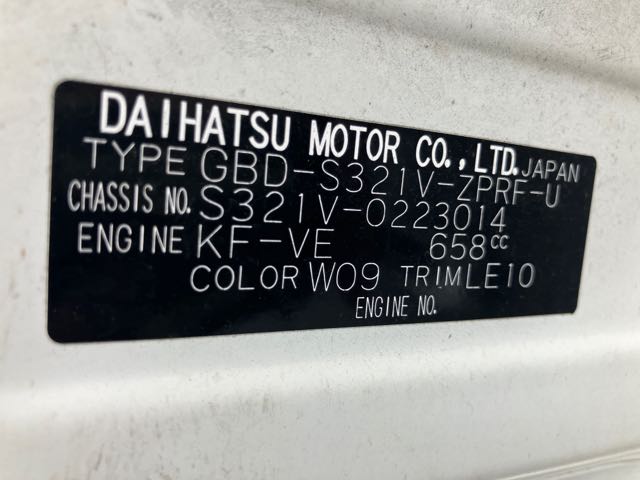 DAIHATSU MOTOR CO.,LTD. JAPAN
TYPE GBD-S321V-ZPRF-U
CHASSIS NO. S321V-0223014
ENGINE KF-VE 658cc
COLOR W09 TRIM LE10
ENGINE NO.